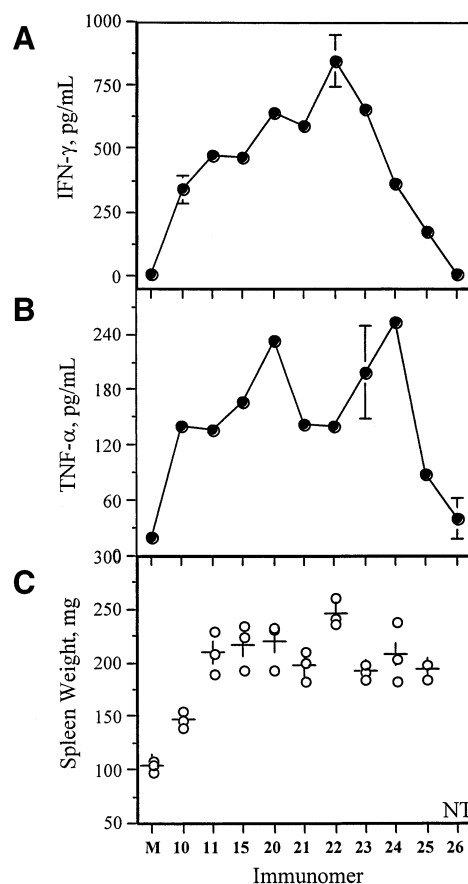 A
1000
750
500
250
0
IFN-γ, pg/mL
B
240
180
120
60
0
TNF-α, pg/mL
C
300
250
200
150
100
50
Spleen Weight, mg
NT
M 10 11 15 20 21 22 23 24 25 26
Immunomer